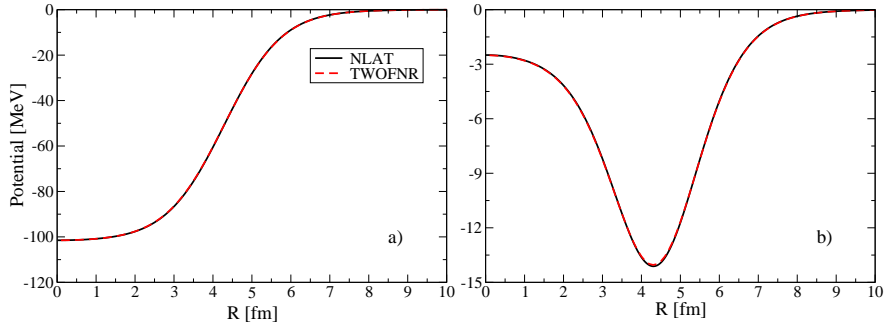 0
-20
-40
-60
-80
-100
-120
Potential [MeV]
NLAT
TWOFNR
a)
0 1 2 3 4 5 6 7 8 9 10
R [fm]
0
-3
-6
-9
-12
-15
b)
0 1 2 3 4 5 6 7 8 9 10
R [fm]